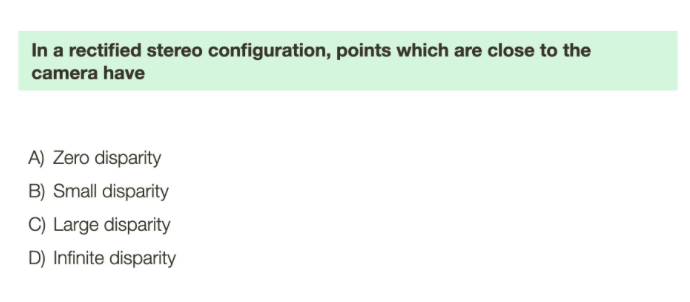 In a rectified stereo configuration, points which are close to the
camera have
A) Zero disparity
B) Small disparity
C) Large disparity
D) Infinite disparity